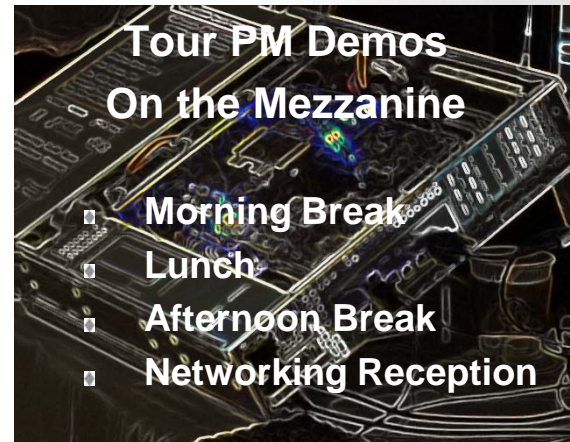 Tour PM Demos
On the Mezzanine
Morning Break
Lunch
Afternoon Break
Networking Reception